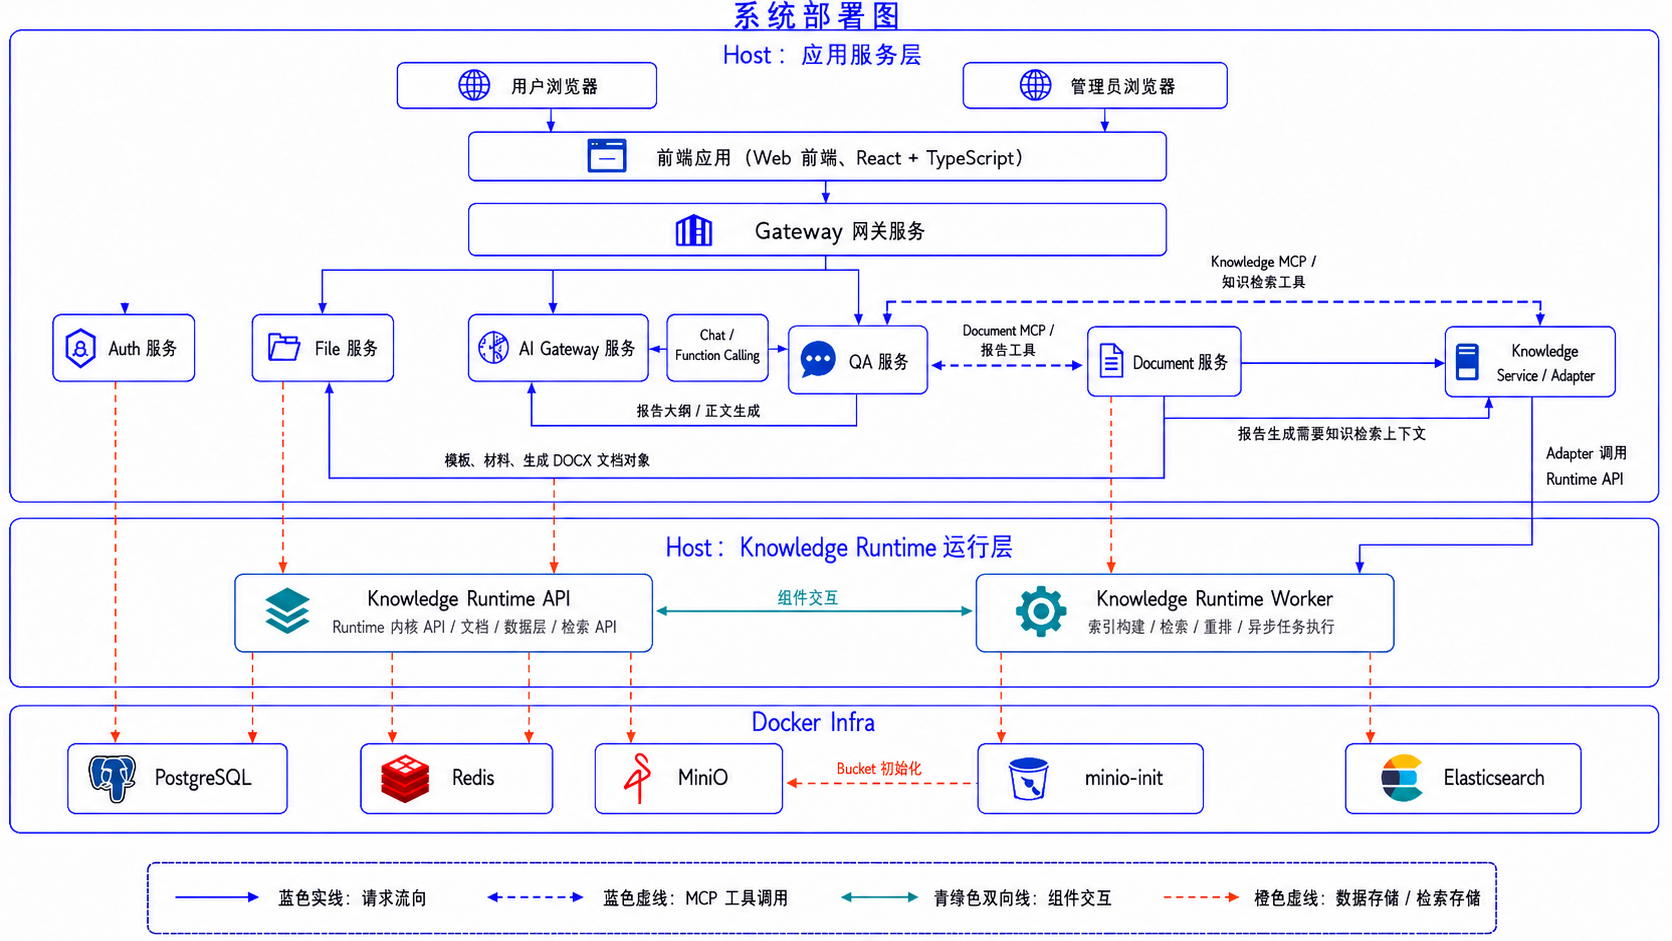 系统部署图
Host： 应用服务层
用户浏览器
管理员浏览器
前端应用（Web 前端、React + TypeScript）
Gateway 网关服务
Knowledge MCP /
知识检索工具
Auth 服务
File 服务
AI Gateway 服务
Chat /
Function Calling
QA 服务
Document MCP /
报告工具
Document 服务
Knowledge
Service / Adapter
报告大纲 / 正文生成
报告生成需要知识检索上下文
模板、材料、生成 DOCX 文档对象
Adapter 调用
Runtime API
Host： Knowledge Runtime 运行层
Knowledge Runtime API
Runtime 内核 API / 文档 / 数据层 / 检索 API
组件交互
Knowledge Runtime Worker
索引构建 / 检索 / 重排 / 异步任务执行
Docker Infra
PostgreSQL
Redis
MiniO
Bucket 初始化
minio-init
Elasticsearch
蓝色实线：请求流向
蓝色虚线：MCP 工具调用
青绿色双向线：组件交互
橙色虚线：数据存储 / 检索存储